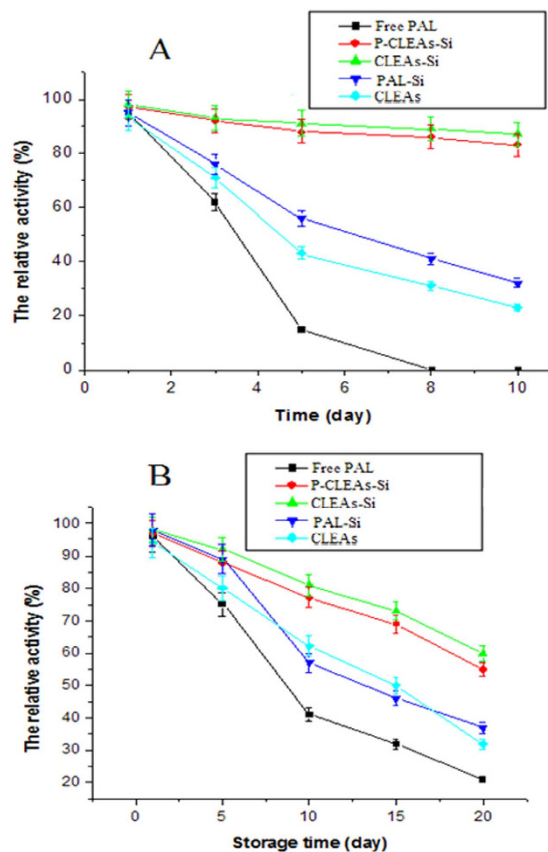 A
Free PAL
P-CLEAs-Si
CLEAs-Si
PAL-Si
CLEAs
The relative activity (%)
100
80
60
40
20
0
0 2 4 6 8 10
Time (day)
B
Free PAL
P-CLEAs-Si
CLEAs-Si
PAL-Si
CLEAs
The relative activity (%)
100
90
80
70
60
50
40
30
20
0 5 10 15 20
Storage time (day)